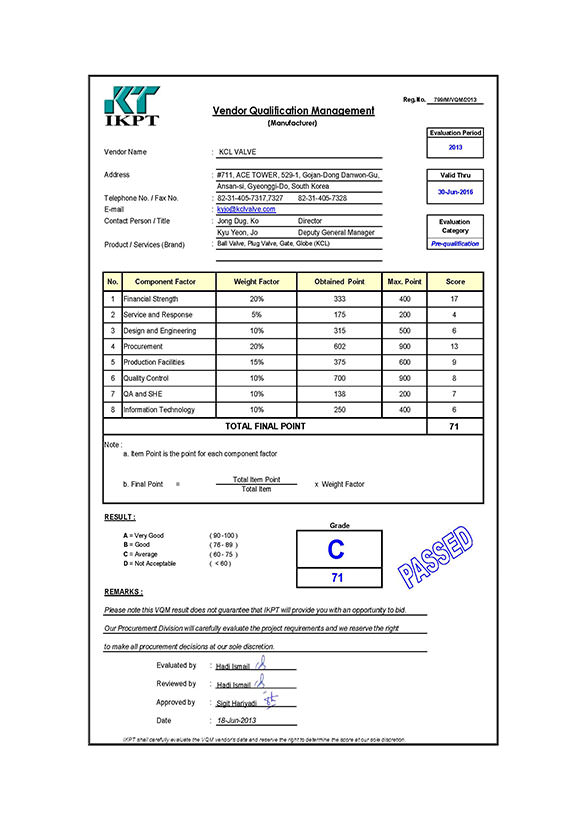 KT
IKPT
Reg.No. 799/M/VQM/2013
Vendor Qualification Management
(Manufacturer)
Evaluation Period
2013
Vendor Name : KCL VALVE
Address : #711, ACE TOWER, 529-1, Gojan-Dong Danwon-Gu,
Ansan-si, Gyeonggi-Do, South Korea
Valid Thru
30-Jun-2016
Telephone No. / Fax No. : 82-31-405-7317,7327 82-31-405-7328
E-mail : kyjo@kclvalve.com
Contact Person / Title : Jong Dug, Ko Director
Kyu Yeon, Jo Deputy General Manager
Evaluation
Category
Pre-qualification
Product / Services (Brand) : Ball Valve, Plug Valve, Gate, Globe (KCL)
No. Component Factor Weight Factor Obtained Point Max. Point Score
1 Financial Strength 20% 333 400 17
2 Service and Response 5% 175 200 4
3 Design and Engineering 10% 315 500 6
4 Procurement 20% 602 900 13
5 Production Facilities 15% 375 600 9
6 Quality Control 10% 700 900 8
7 QA and SHE 10% 138 200 7
8 Information Technology 10% 250 400 6
TOTAL FINAL POINT 71
Note :
a. Item Point is the point for each component factor
b. Final Point = Total Item Point x Weight Factor
Total Item
RESULT :
A = Very Good ( 90 -100 )
B = Good ( 76 - 89 )
C = Average ( 60 - 75 )
D = Not Acceptable ( < 60 )
Grade
C
71
PASSED
REMARKS :
Please note this VQM result does not guarantee that IKPT will provide you with an opportunity to bid.
Our Procurement Division will carefully evaluate the project requirements and we reserve the right
to make all procurement decisions at our sole discretion.
Evaluated by : Hadi Ismail
Reviewed by : Hadi Ismail
Approved by : Sigit Hariyadi
Date : 18-Jun-2013
IKPT shall carefully evaluate the VQM vendor's data and reserve the right to determine the score at our sole discretion.